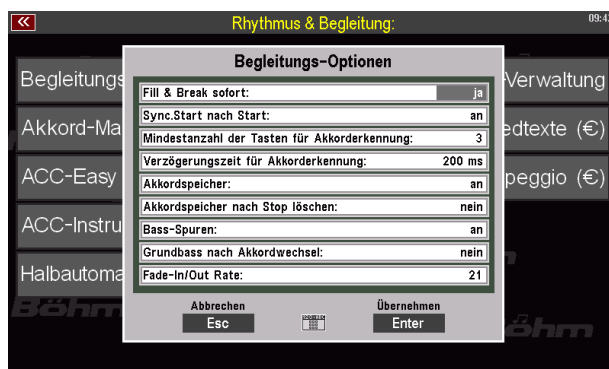 Rhythmus & Begleitung:
Begleitungs-Optionen
Fill & Break sofort: ja
Sync.Start nach Start: an
Mindestanzahl der Tasten für Akkorderkennung: 3
Verzögerungszeit für Akkorderkennung: 200 ms
Akkordspeicher: an
Akkordspeicher nach Stop löschen: nein
Bass-Spuren: an
Grundbass nach Akkordwechsel: nein
Fade-In/Out Rate: 21
Abbrechen Übernehmen
Esc Enter
Begleitungs
Akkord-Ma
ACC-Easy
ACC-Instru
Halbautoma
Verwaltung
edtexte (€)
peggio (€)
Böhm
öhm